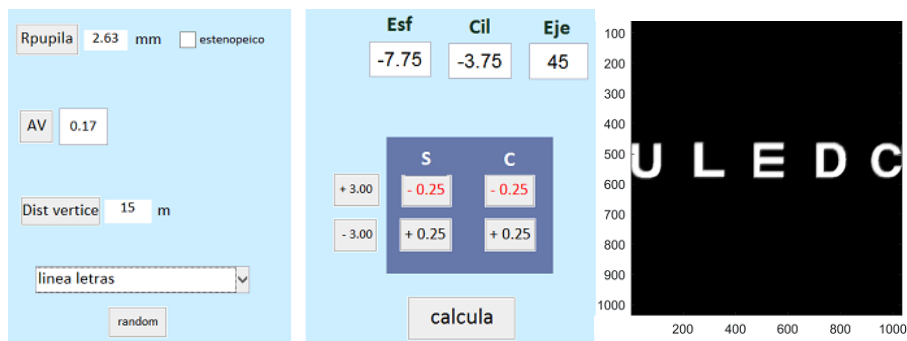 Rpupila 2.63 mm estenopeico
AV 0.17
Dist vertice 15 m
linea letras
random
Esf Cil Eje
-7.75 -3.75 45
S C
+ 3.00 - 0.25 - 0.25
- 3.00 + 0.25 + 0.25
calcula
100
200
300
400
500
U L E D C
600
700
800
900
1000
200 400 600 800 1000